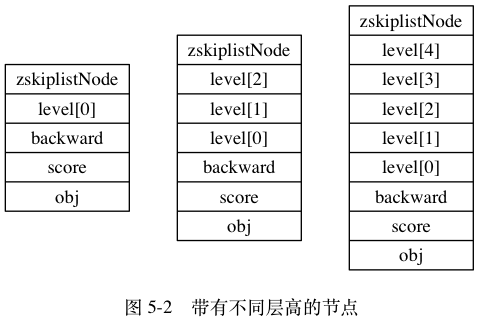 zskiplistNode
level[0]
backward
score
obj
zskiplistNode
level[2]
level[1]
level[0]
backward
score
obj
zskiplistNode
level[4]
level[3]
level[2]
level[1]
level[0]
backward
score
obj
图 5-2 带有不同层高的节点